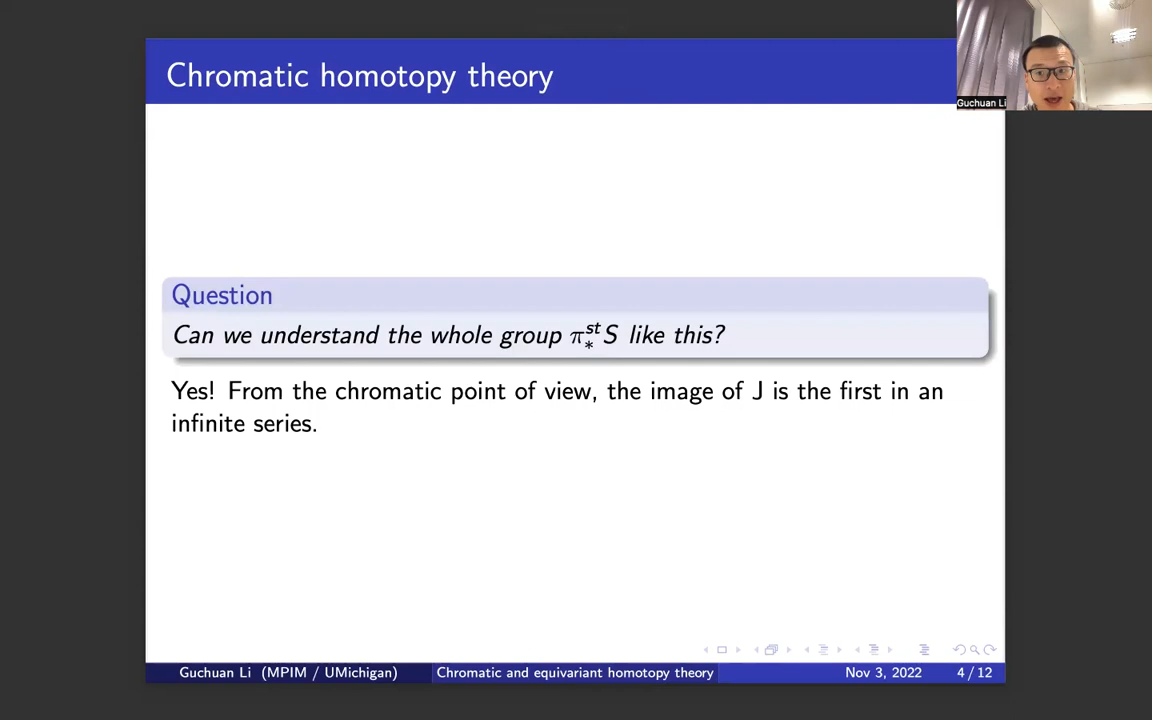 Chromatic homotopy theory
Guchuan Li
Question
Can we understand the whole group π^st_* S like this?
Yes! From the chromatic point of view, the image of J is the first in an
infinite series.
Guchuan Li (MPIM / UMichigan)
Chromatic and equivariant homotopy theory
Nov 3, 2022
4 / 12